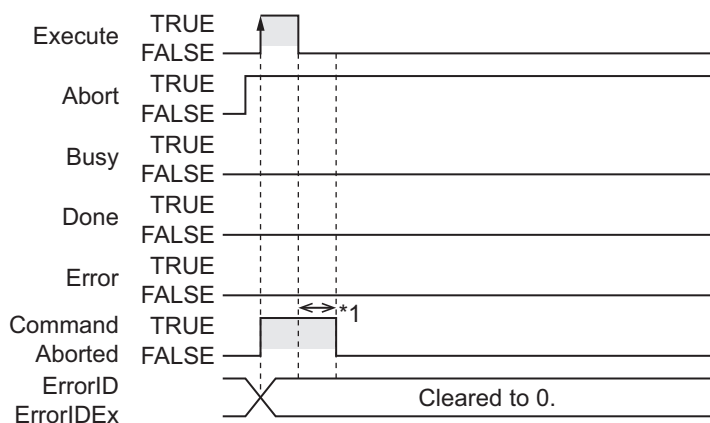 Execute TRUE
FALSE
Abort TRUE
FALSE
Busy TRUE
FALSE
Done TRUE
FALSE
Error TRUE
FALSE
*1
Command TRUE
Aborted FALSE
ErrorID
ErrorIDEx
Cleared to 0.